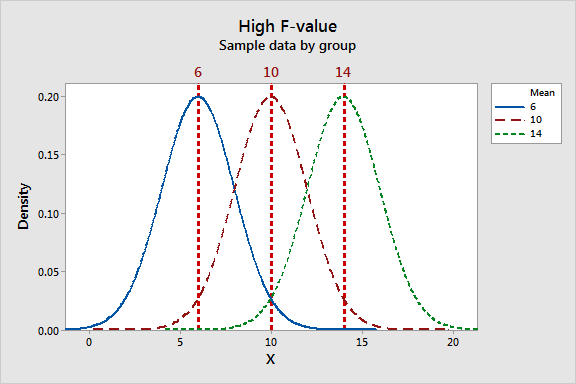 High F-value
Sample data by group
6 10 14
Mean
6
10
14
0.20
0.15
0.10
0.05
0.00
Density
0 5 10 15 20
X